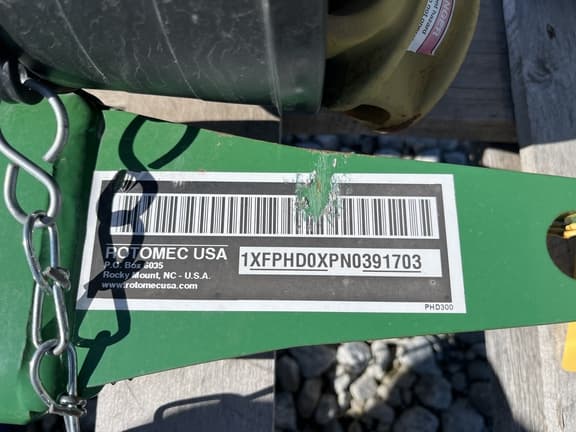 ROTOMEC USA
P.O. Box 8035
Rocky Mount, NC - U.S.A.
www.rotomecusa.com
1XFPHD0XPN0391703
PHD300